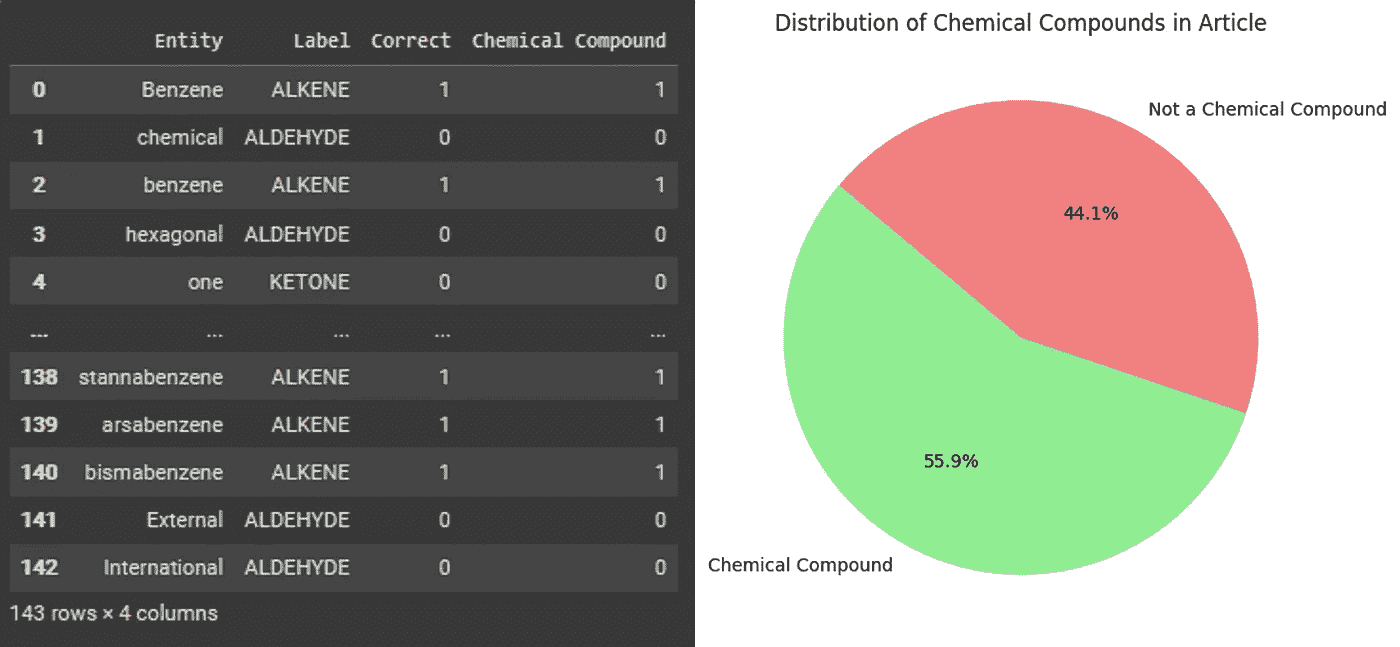 Entity Label Correct Chemical Compound
0 Benzene ALKENE 1 1
1 chemical ALDEHYDE 0 0
2 benzene ALKENE 1 1
3 hexagonal ALDEHYDE 0 0
4 one KETONE 0 0
... ... ... ... ...
138 stannabenzene ALKENE 1 1
139 arsabenzene ALKENE 1 1
140 bismabenzene ALKENE 1 1
141 External ALDEHYDE 0 0
142 International ALDEHYDE 0 0
143 rows × 4 columns
Distribution of Chemical Compounds in Article
Not a Chemical Compound
44.1%
55.9%
Chemical Compound